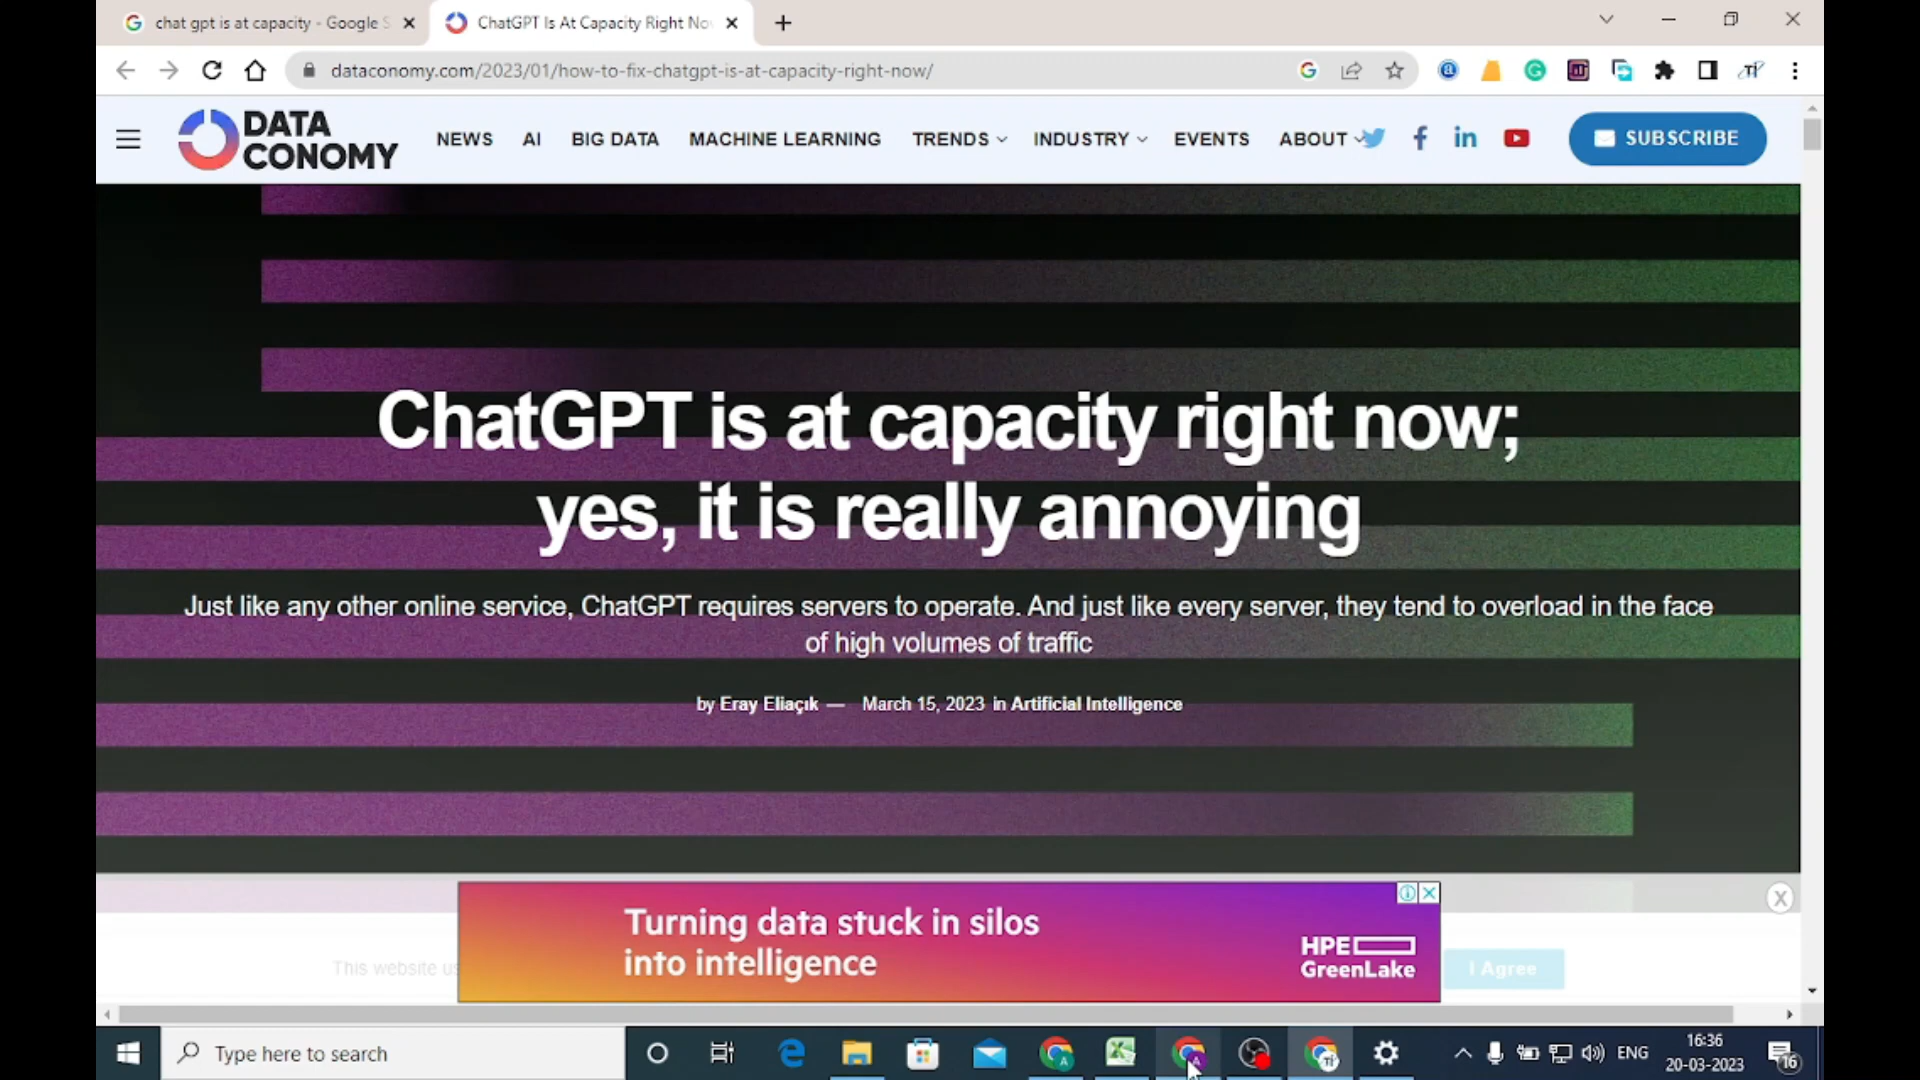 chat gpt is at capacity - Google S
ChatGPT Is At Capacity Right No
dataconomy.com/2023/01/how-to-fix-chatgpt-is-at-capacity-right-now/
DATA
CONOMY
NEWS
AI
BIG DATA
MACHINE LEARNING
TRENDS
INDUSTRY
EVENTS
ABOUT
SUBSCRIBE
ChatGPT is at capacity right now;
yes, it is really annoying
Just like any other online service, ChatGPT requires servers to operate. And just like every server, they tend to overload in the face
of high volumes of traffic
by Eray Eliaçık — March 15, 2023 in Artificial Intelligence
Turning data stuck in silos
into intelligence
HPE
GreenLake
This website us
I Agree
Type here to search
ENG
16:36
20-03-2023
16